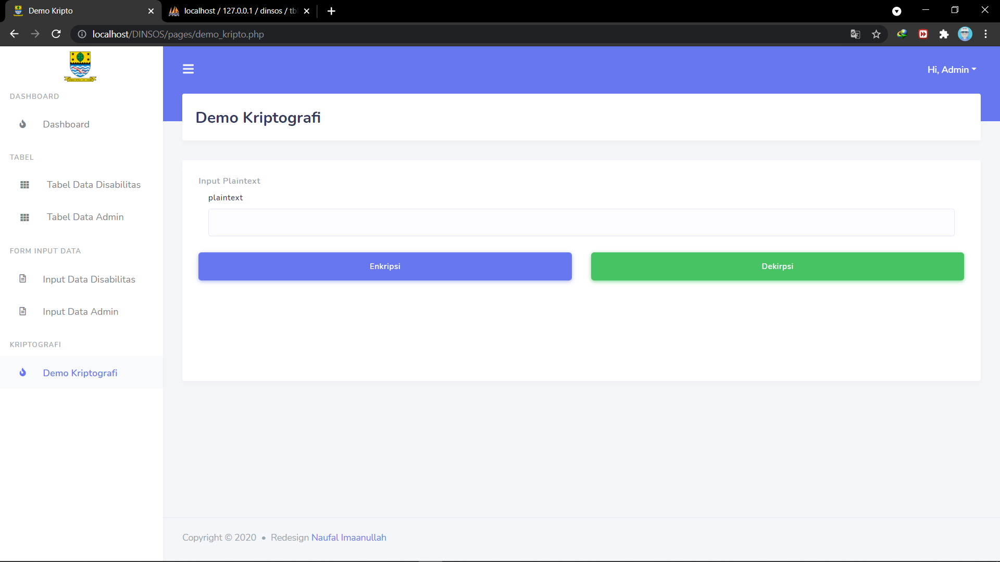 Demo Kripto
localhost / 127.0.0.1 / dinsos / tbl
localhost/DINSOS/pages/demo_kripto.php
Hi, Admin
DASHBOARD
Dashboard
TABEL
Tabel Data Disabilitas
Tabel Data Admin
FORM INPUT DATA
Input Data Disabilitas
Input Data Admin
KRIPTOGRAFI
Demo Kriptografi
Demo Kriptografi
Input Plaintext
plaintext
Enkripsi
Dekirpsi
Copyright © 2020 • Redesign Naufal Imaanullah